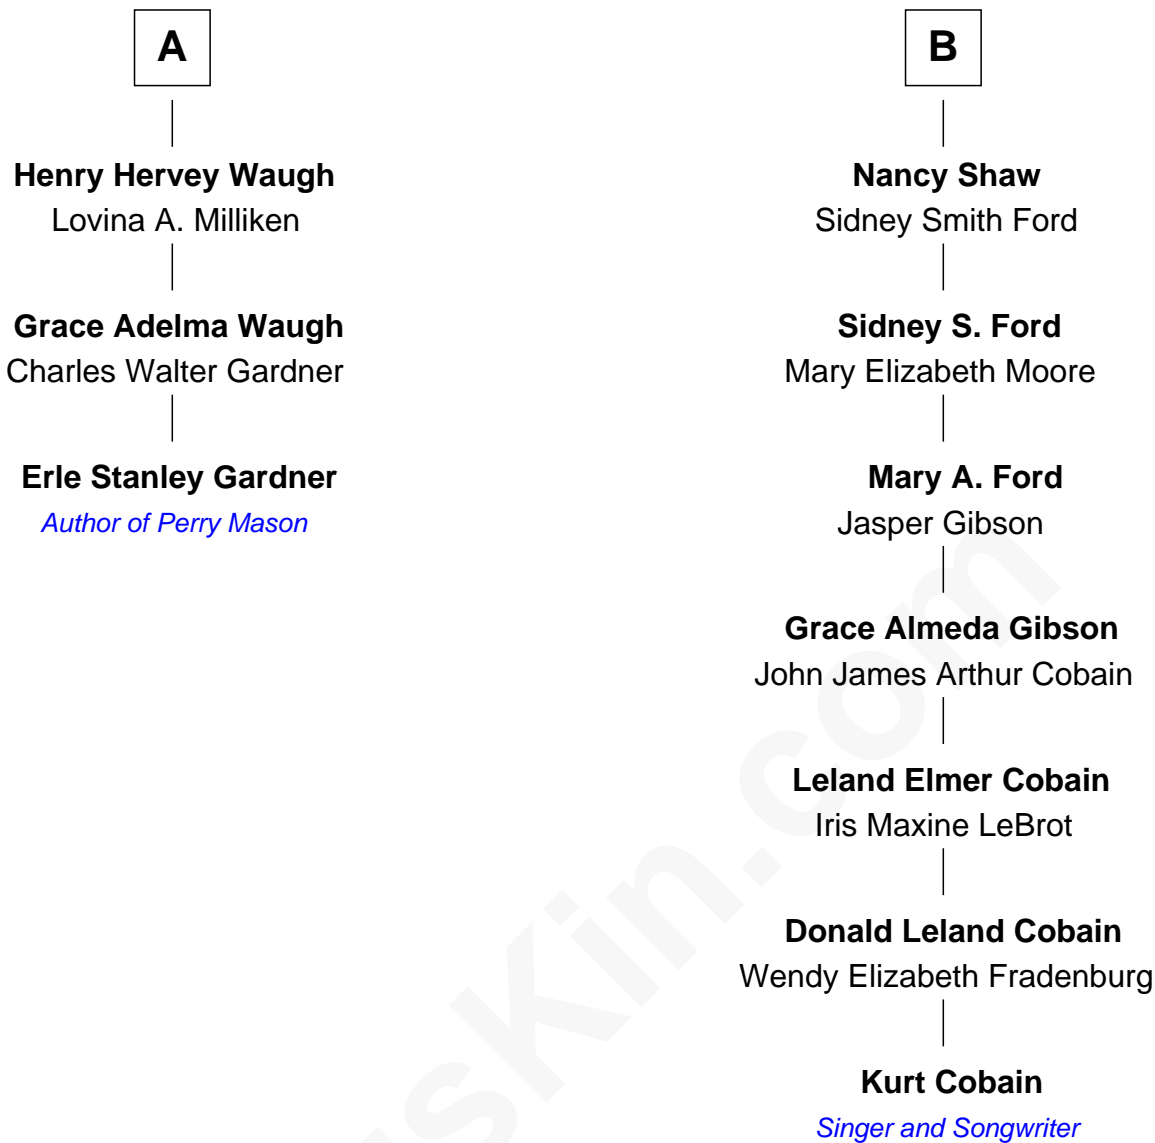 A
Henry Hervey Waugh
Lovina A. Milliken
Grace Adelma Waugh
Charles Walter Gardner
Erle Stanley Gardner
Author of Perry Mason
B
Nancy Shaw
Sidney Smith Ford
Sidney S. Ford
Mary Elizabeth Moore
Mary A. Ford
Jasper Gibson
Grace Almeda Gibson
John James Arthur Cobain
Leland Elmer Cobain
Iris Maxine LeBrot
Donald Leland Cobain
Wendy Elizabeth Fradenburg
Kurt Cobain
Singer and Songwriter
sKin.com